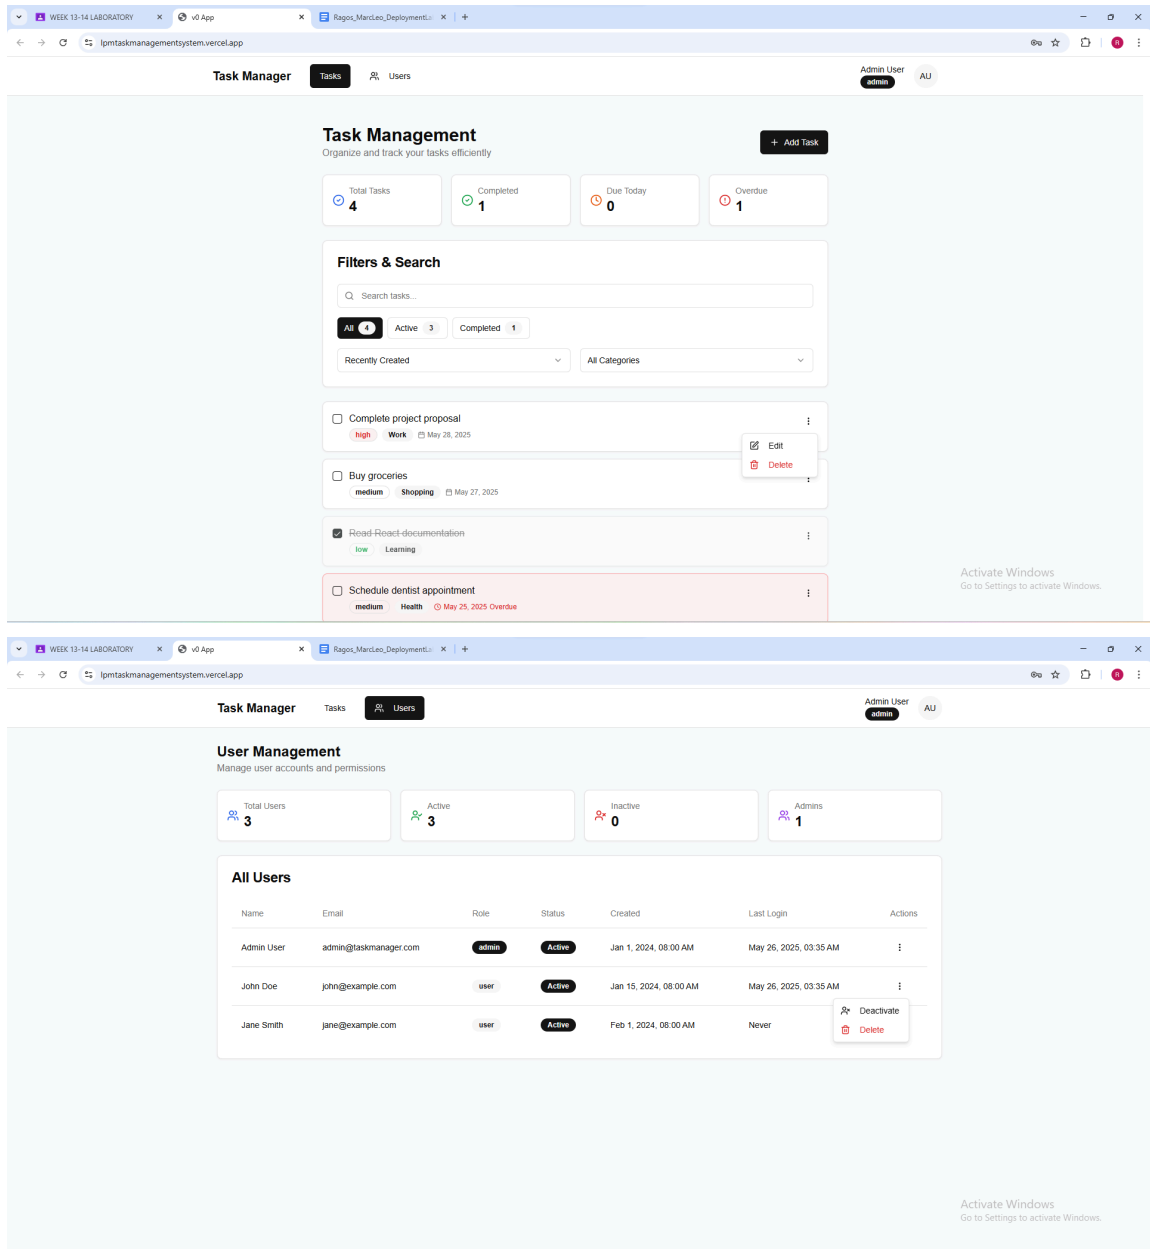 WEEK 13-14 LABORATORY
v0 App
Ragos_MarcLeo_DeploymentL
lpmtaskmanagementsystem.vercel.app
R
Task Manager
Tasks
Users
Admin User
admin
AU
Task Management
Organize and track your tasks efficiently
+ Add Task
Total Tasks
4
Completed
1
Due Today
0
Overdue
1
Filters & Search
Search tasks...
All 4
Active 3
Completed 1
Recently Created
All Categories
Complete project proposal
high Work May 28, 2025
Edit
Delete
Buy groceries
medium Shopping May 27, 2025
Read React documentation
low Learning
Schedule dentist appointment
medium Health May 25, 2025 Overdue
Activate Windows
Go to Settings to activate Windows.
WEEK 13-14 LABORATORY
v0 App
Ragos_MarcLeo_DeploymentL
lpmtaskmanagementsystem.vercel.app
R
Task Manager
Tasks
Users
Admin User
admin
AU
User Management
Manage user accounts and permissions
Total Users
3
Active
3
Inactive
0
Admins
1
All Users
Name Email Role Status Created Last Login Actions
Admin User admin@taskmanager.com admin Active Jan 1, 2024, 08:00 AM May 26, 2025, 03:35 AM
John Doe john@example.com user Active Jan 15, 2024, 08:00 AM May 26, 2025, 03:35 AM
Deactivate
Jane Smith jane@example.com user Active Feb 1, 2024, 08:00 AM Never
Delete
Activate Windows
Go to Settings to activate Windows.